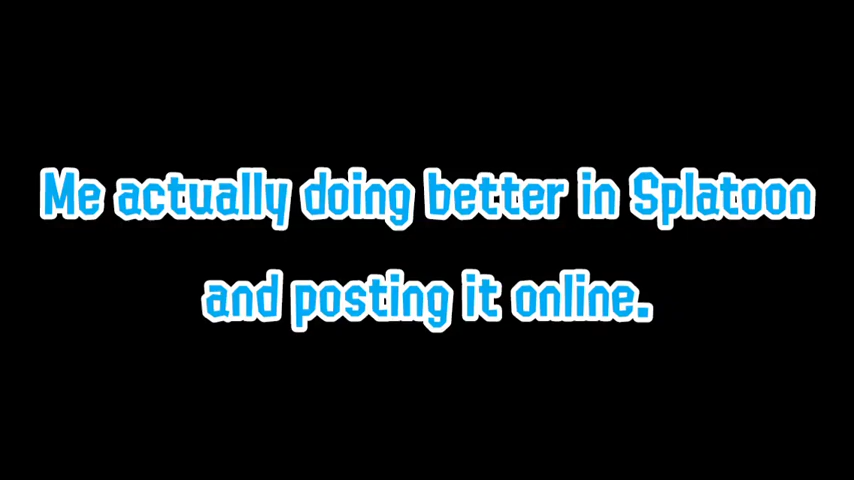 Me actually doing better in Splatoon
and posting it online.